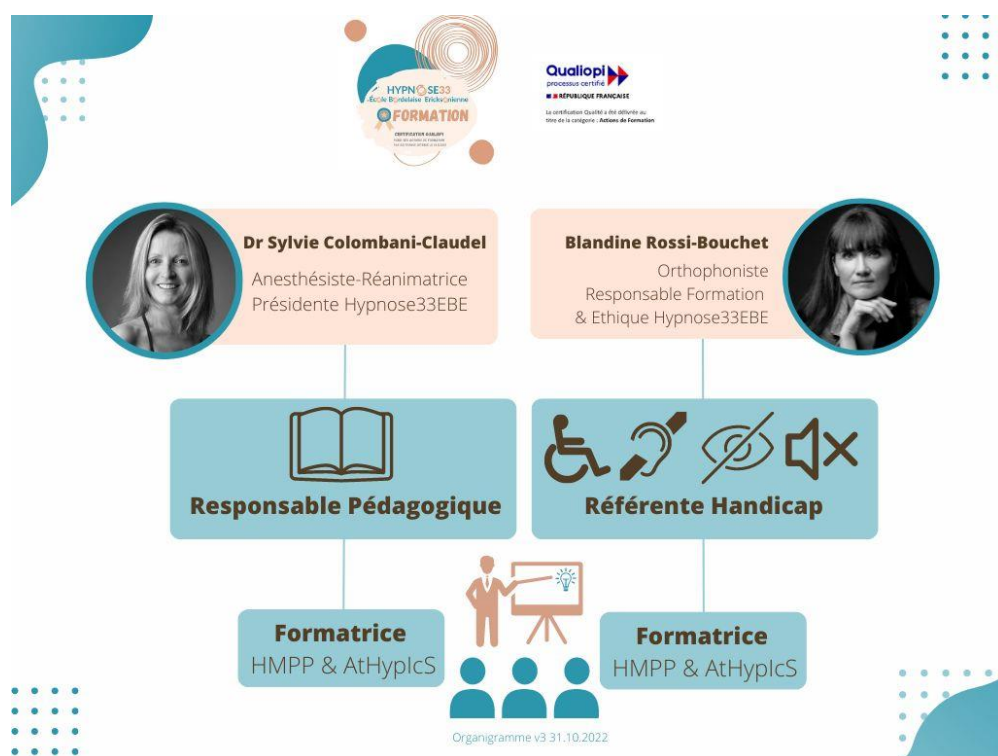 HYPNOSE33
École Bordelaise Ericksonienne
FORMATION
CERTIFICATION QUALIOPI
Qualiopi
processus certifié
RÉPUBLIQUE FRANÇAISE
La certification Qualité a été délivrée au
titre de la catégorie : Actions de Formation
Dr Sylvie Colombani-Claudel
Anesthésiste-Réanimatrice
Présidente Hypnose33EBE
Blandine Rossi-Bouchet
Orthophoniste
Responsable Formation
& Ethique Hypnose33EBE
Responsable Pédagogique
Référente Handicap
Formatrice
HMPP & AtHypIcS
Formatrice
HMPP & AtHypIcS
Organigramme v3 31.10.2022